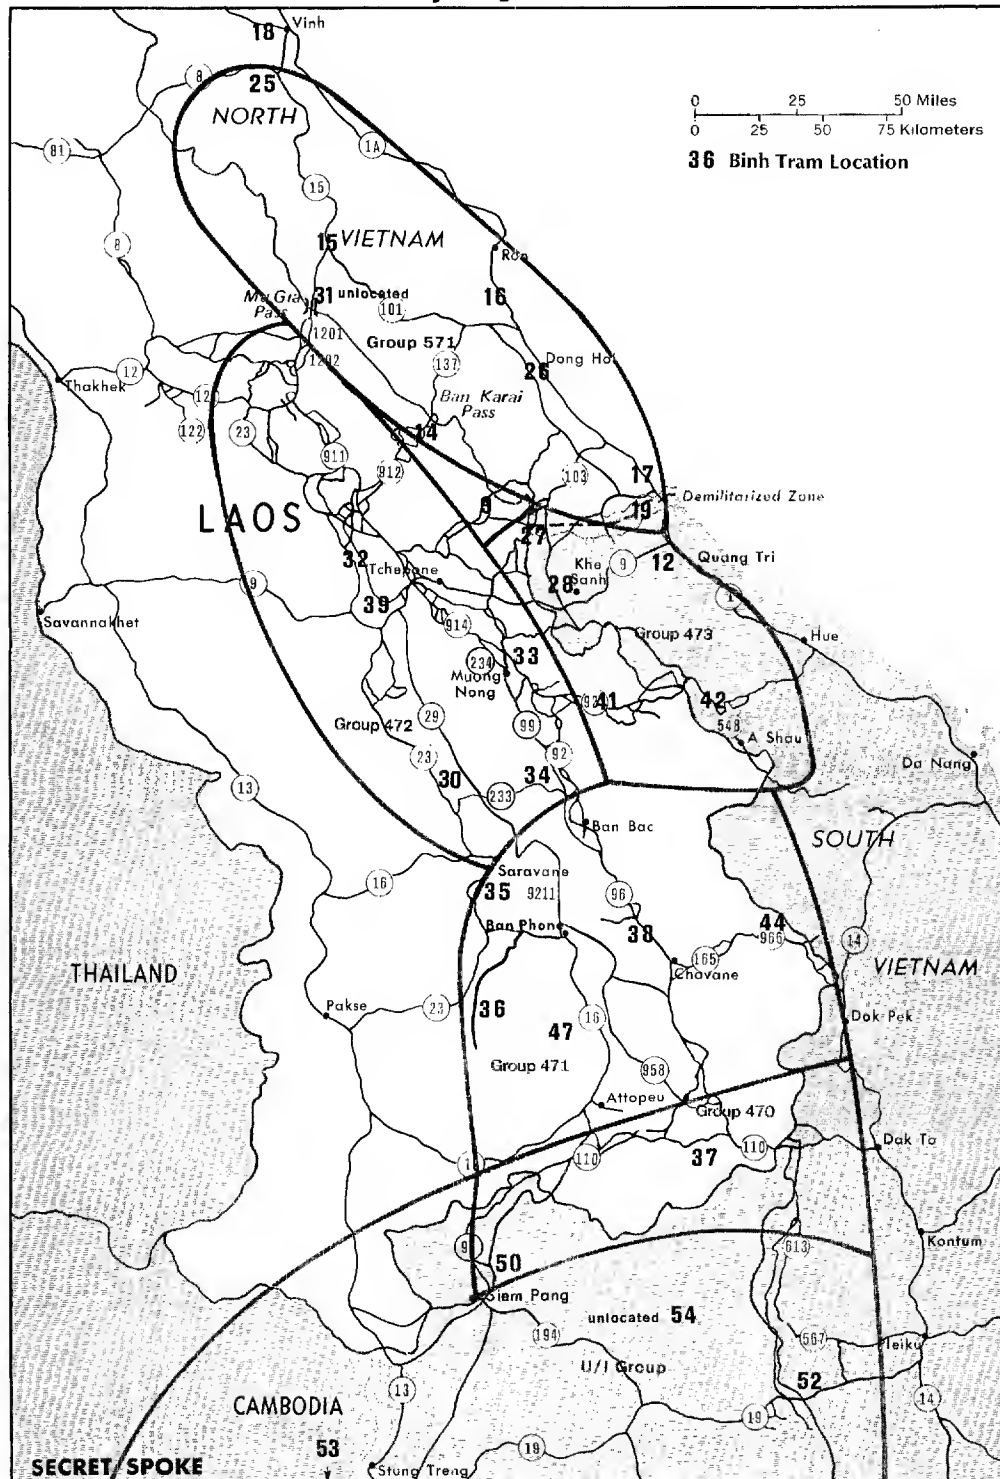 18 Vinh
8
25
NORTH
0 25 50 Miles
0 25 50 75 Kilometers
36 Binh Tram Location
81
1A
15
8
15 VIETNAM
Ron
Mu Gia
Pass
31 unlocated
16
101
1201
Group 571
1202
137
Dong Hoi
26
12
Thakhek
12
Ban Karai
Pass
122
23
14
911
912
103
17
Demilitarized Zone
LAOS
9
19
27
32
Tchepone
Khe
Sanh
9
12
Quang Tri
28
9
39
1
Savannakhet
914
Group 473
Hue
234
33
Muong
Nong
41
42
Group 472
29
99
548
A Shau
23
92
Da Nang
13
30
34
233
Ban Bac
SOUTH
Saravane
16
35
9211
96
44
Ban Phone
38
966
14
165
THAILAND
Chavane
VIETNAM
Pakse
23
36
47
16
Dak Pek
Group 471
958
Attopeu
Group 470
Dak To
110
37
110
Kontum
613
50
Siem Pang
unlocated 54
194
567
U/I Group
52
13
14
CAMBODIA
19
53
19
SECRET/SPOKE
Stung Treng